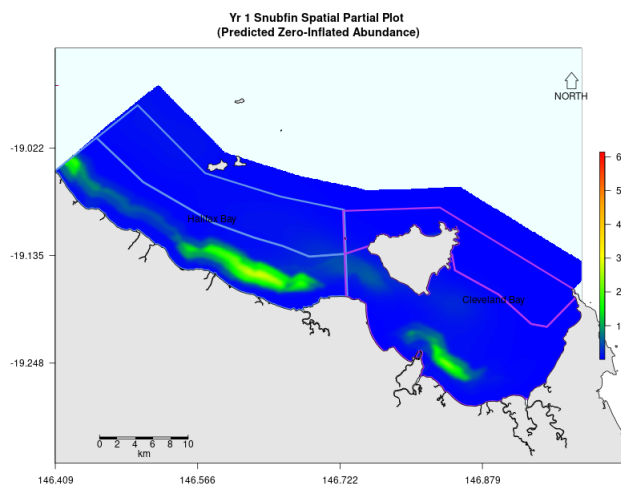 Yr 1 Snubfin Spatial Partial Plot
(Predicted Zero-Inflated Abundance)
NORTH
-19.022
6
5
Halifax Bay
4
-19.135
3
Cleveland Bay
2
1
-19.248
0 2 4 6 8 10
km
146.409 146.566 146.722 146.879